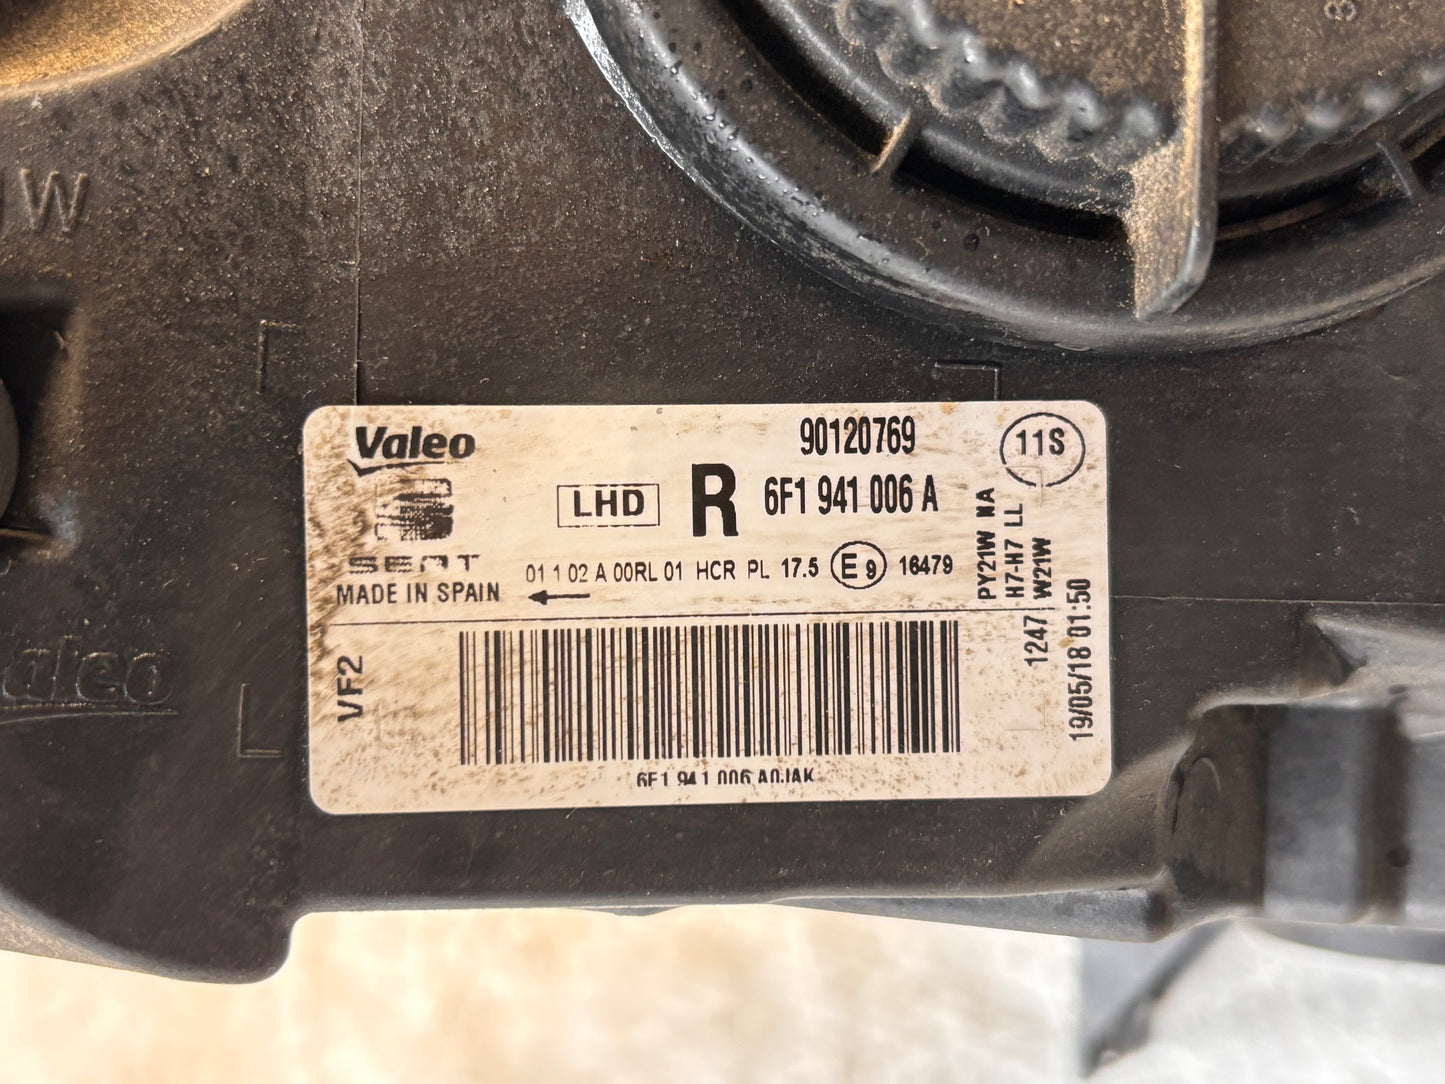 W
Valeo
90120769
11S
LHD
R
6F1 941 006 A
SEAT
01 1 02 A 00RL 01 HCR PL 17.5 E9 16479
MADE IN SPAIN
PY21W NA
H7-H7 LL
1247 W21W
19/05/18 01:50
VF2
Valeo
6F1 941 006 A0JAK